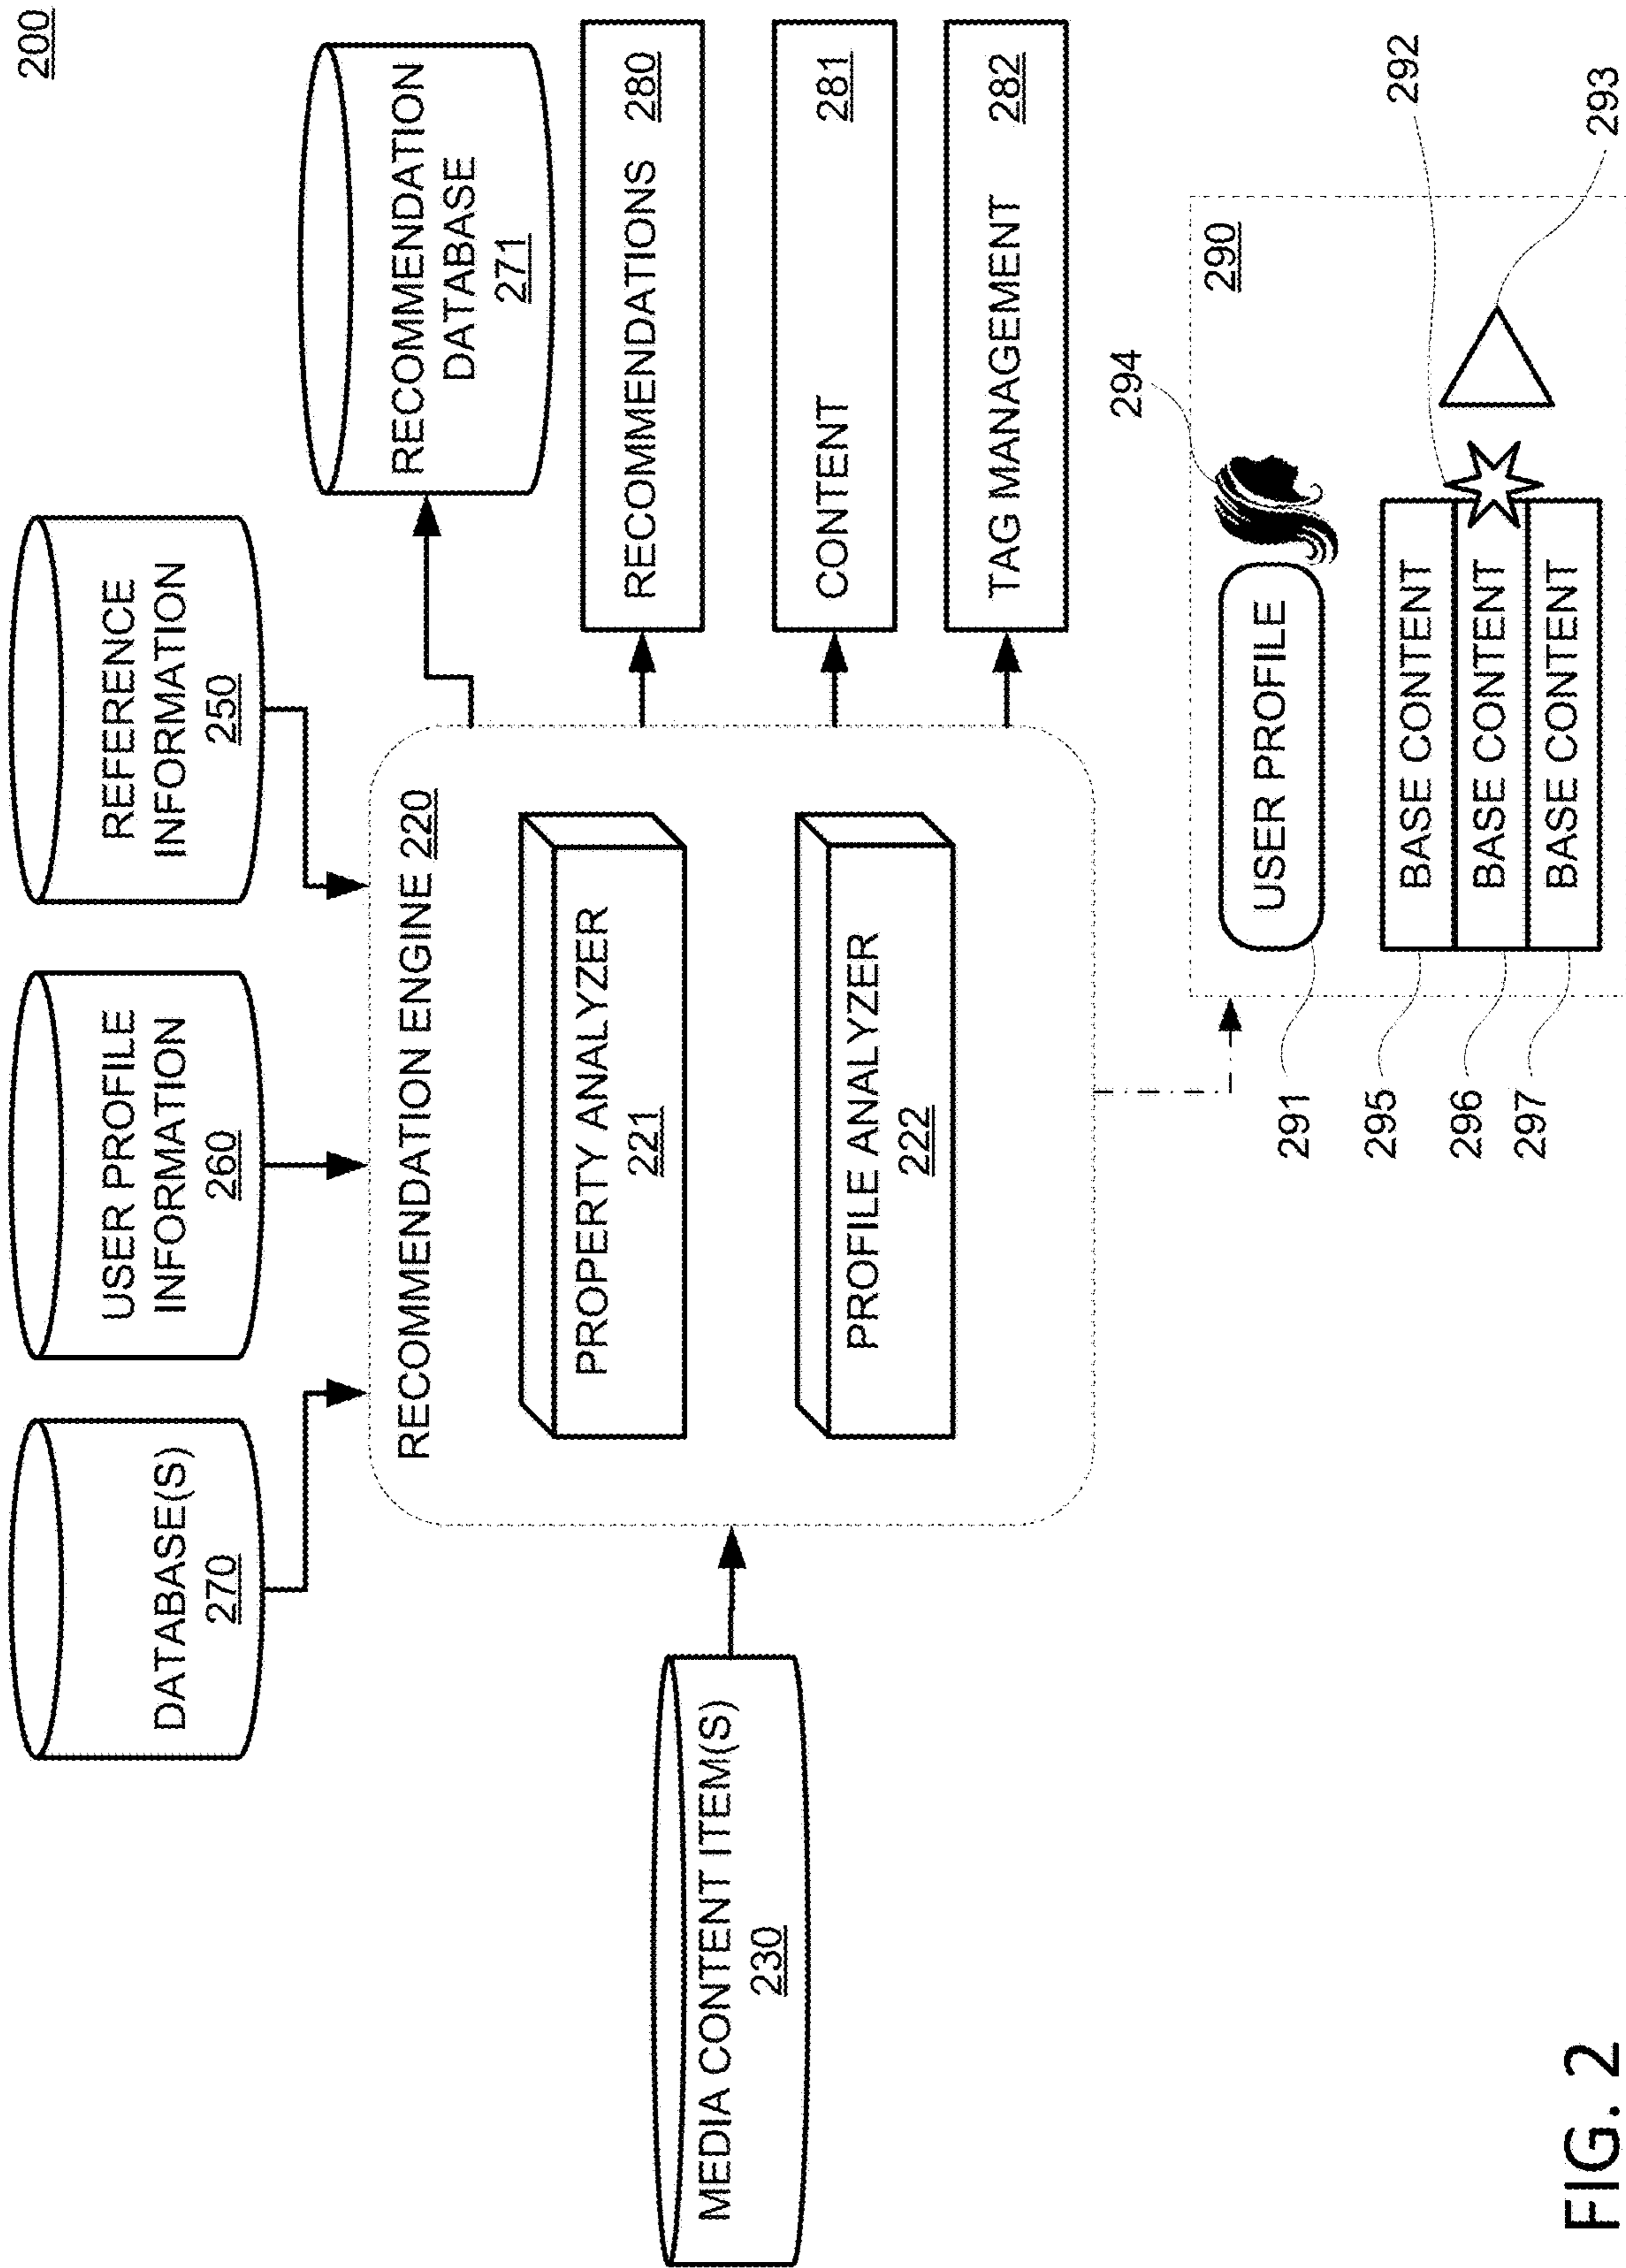 200
DATABASE(S)
270
USER PROFILE
INFORMATION
260
REFERENCE
INFORMATION
250
RECOMMENDATION
DATABASE
271
RECOMMENDATION ENGINE 220
PROPERTY ANALYZER
221
PROFILE ANALYZER
222
MEDIA CONTENT ITEM(S)
230
RECOMMENDATIONS 280
CONTENT 281
TAG MANAGEMENT 282
290
294
USER PROFILE
291
292
BASE CONTENT
295
BASE CONTENT
296
BASE CONTENT
297
293
FIG. 2